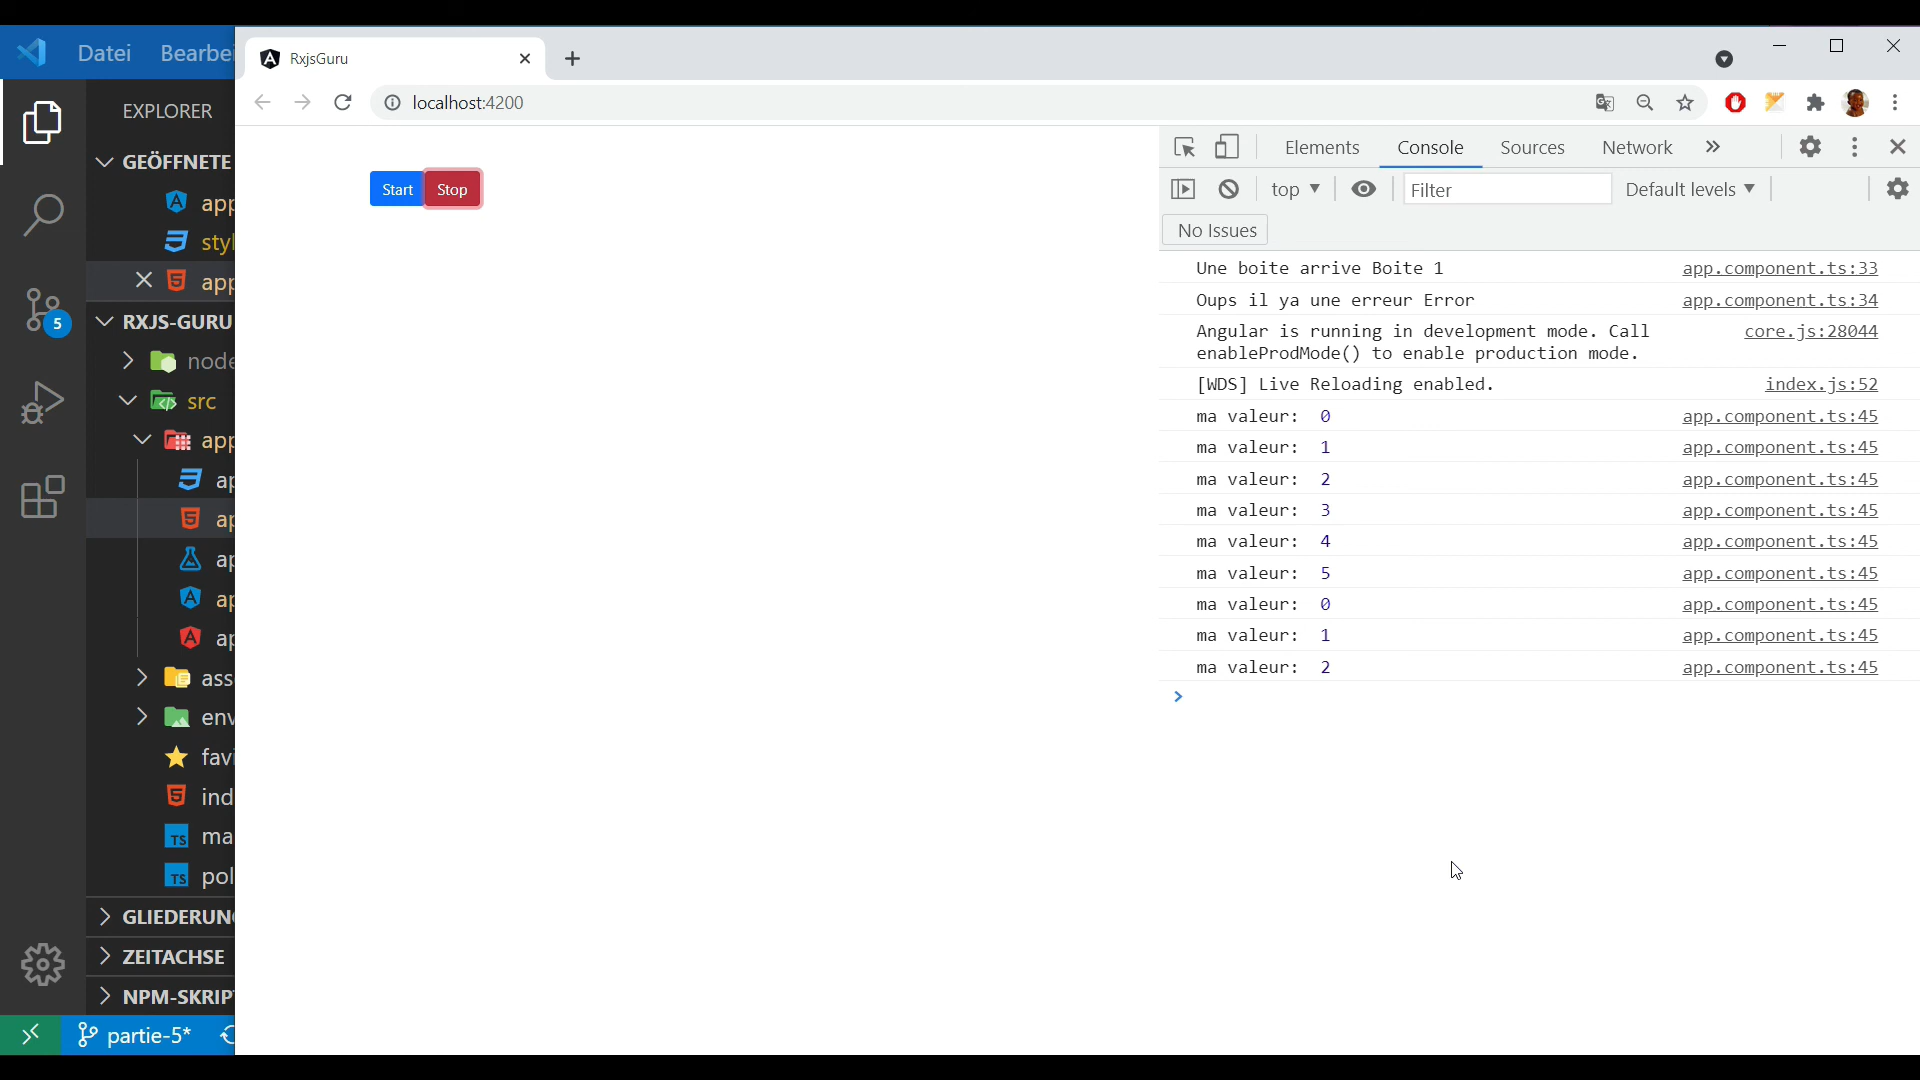 Datei Bearbei
EXPLORER
GEÖFFNETE
app
styl
app
RXJS-GURU
node
src
app
ap
ap
ap
ap
ap
ass
env
favi
ind
ma
pol
GLIEDERUN
ZEITACHSE
NPM-SKRIP
partie-5*
5
RxjsGuru
localhost:4200
Start Stop
Elements Console Sources Network
top Filter Default levels
No Issues
Une boite arrive Boite 1 app.component.ts:33
Oups il ya une erreur Error app.component.ts:34
Angular is running in development mode. Call core.js:28044
enableProdMode() to enable production mode.
[WDS] Live Reloading enabled. index.js:52
ma valeur: 0 app.component.ts:45
ma valeur: 1 app.component.ts:45
ma valeur: 2 app.component.ts:45
ma valeur: 3 app.component.ts:45
ma valeur: 4 app.component.ts:45
ma valeur: 5 app.component.ts:45
ma valeur: 0 app.component.ts:45
ma valeur: 1 app.component.ts:45
ma valeur: 2 app.component.ts:45